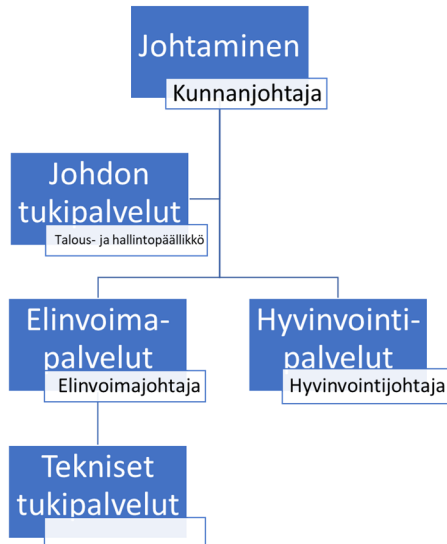 Johtaminen
Kunnanjohtaja
Johdon
tukipalvelut
Talous- ja hallintopäällikkö
Elinvoima-
palvelut
Elinvoimajohtaja
Hyvinvointi-
palvelut
Hyvinvointijohtaja
Tekniset
tukipalvelut